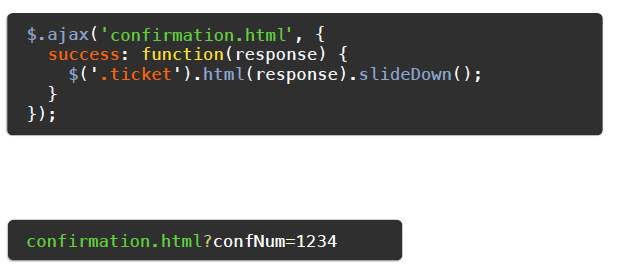 $.ajax('confirmation.html', {
success: function(response) {
$('.ticket').html(response).slideDown();
}
});
confirmation.html?confNum=1234